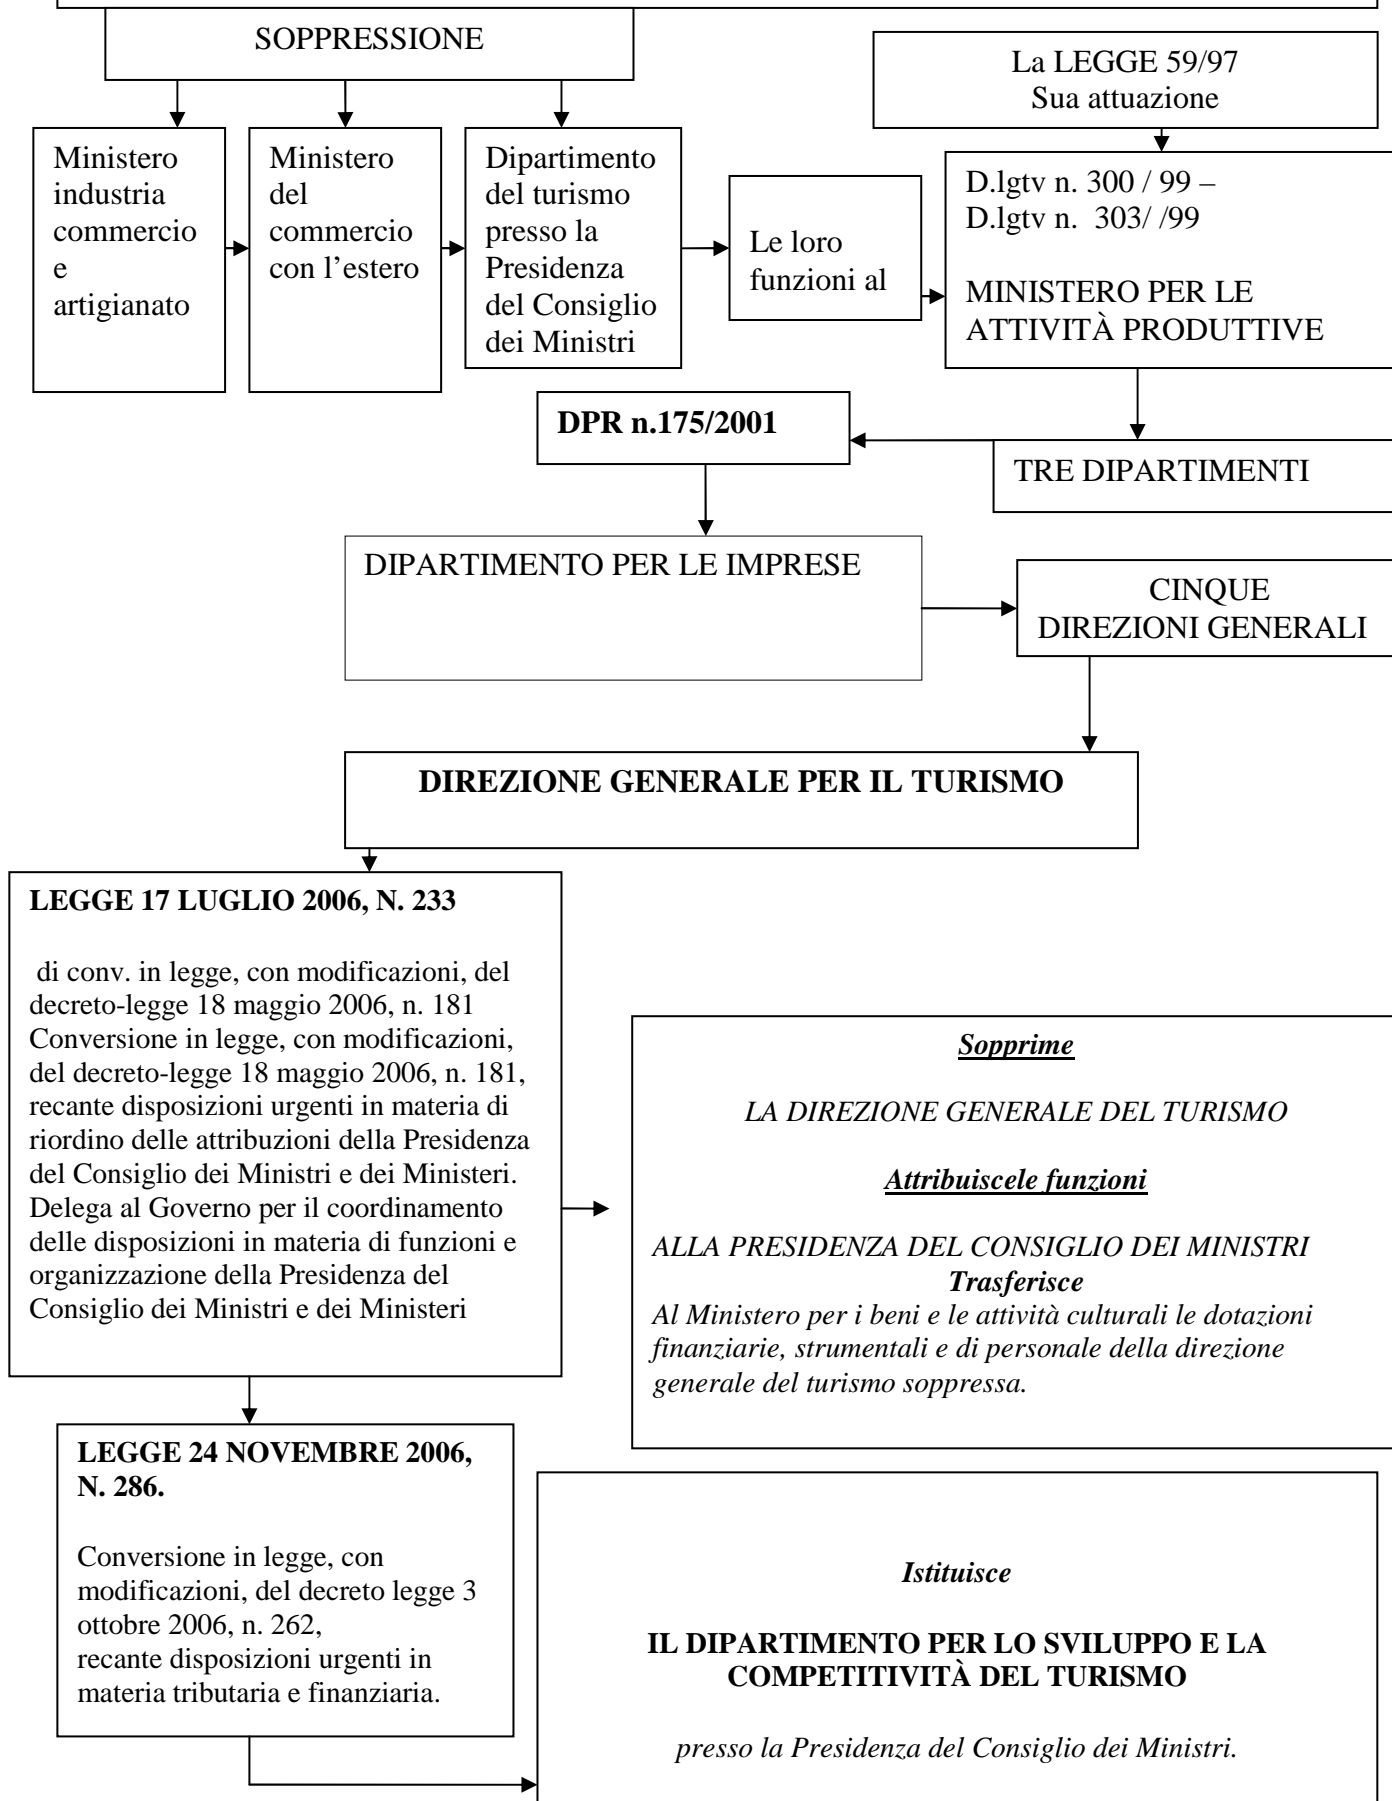 SOPPRESSIONE
La LEGGE 59/97
Sua attuazione
Ministero
industria
commercio
e
artigianato
Ministero
del
commercio
con l’estero
Dipartimento
del turismo
presso la
Presidenza
del Consiglio
dei Ministri
Le loro
funzioni al
D.lgtv n. 300 / 99 –
D.lgtv n.  303/ /99
MINISTERO PER LE
ATTIVITÀ PRODUTTIVE
DPR n.175/2001
TRE DIPARTIMENTI
DIPARTIMENTO PER LE IMPRESE
CINQUE
DIREZIONI GENERALI
DIREZIONE GENERALE PER IL TURISMO
LEGGE 17 LUGLIO 2006, N. 233
di conv. in legge, con modificazioni, del
decreto-legge 18 maggio 2006, n. 181
Conversione in legge, con modificazioni,
del decreto-legge 18 maggio 2006, n. 181,
recante disposizioni urgenti in materia di
riordino delle attribuzioni della Presidenza
del Consiglio dei Ministri e dei Ministeri.
Delega al Governo per il coordinamento
delle disposizioni in materia di funzioni e
organizzazione della Presidenza del
Consiglio dei Ministri e dei Ministeri
Sopprime
LA DIREZIONE GENERALE DEL TURISMO
Attribuiscele funzioni
ALLA PRESIDENZA DEL CONSIGLIO DEI MINISTRI
Trasferisce
Al Ministero per i beni e le attività culturali le dotazioni
finanziarie, strumentali e di personale della direzione
generale del turismo soppressa.
LEGGE 24 NOVEMBRE 2006,
N. 286.
Conversione in legge, con
modificazioni, del decreto legge 3
ottobre 2006, n. 262,
recante disposizioni urgenti in
materia tributaria e finanziaria.
Istituisce
IL DIPARTIMENTO PER LO SVILUPPO E LA
COMPETITIVITÀ DEL TURISMO
presso la Presidenza del Consiglio dei Ministri.